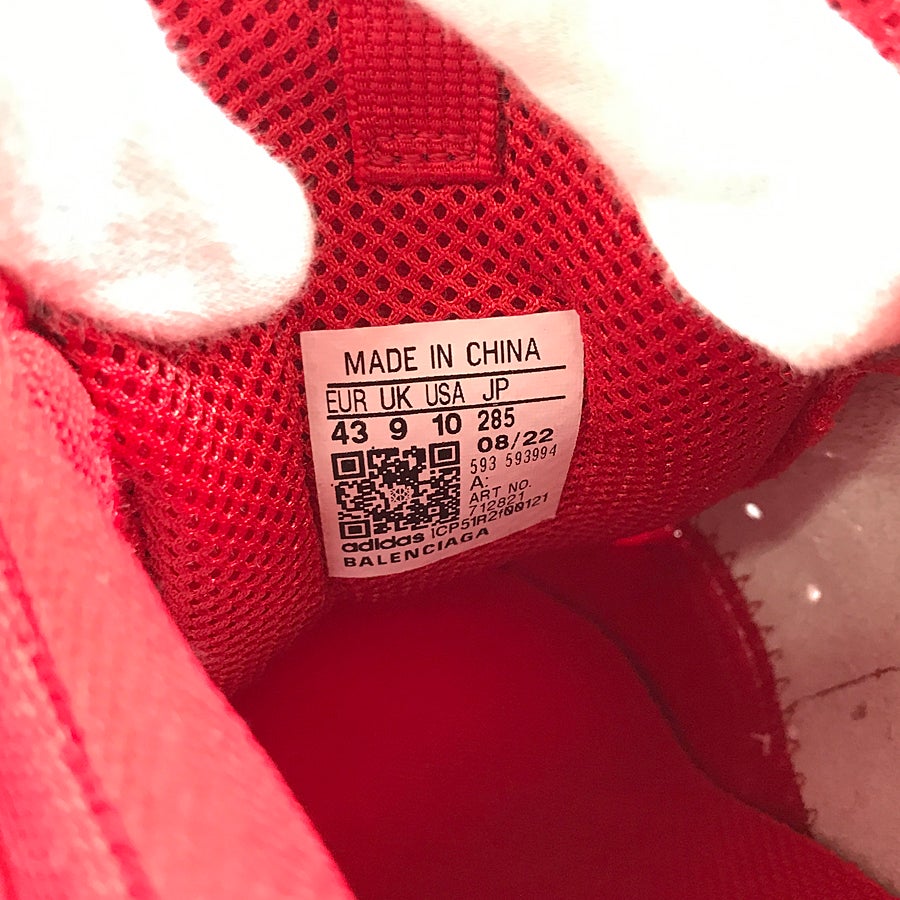 MADE IN CHINA
EUR UK USA JP
43 9 10 285
08/22
593 593994
A:
ART NO.
712821
1CP51R2f00121
adidas
BALENCIAGA